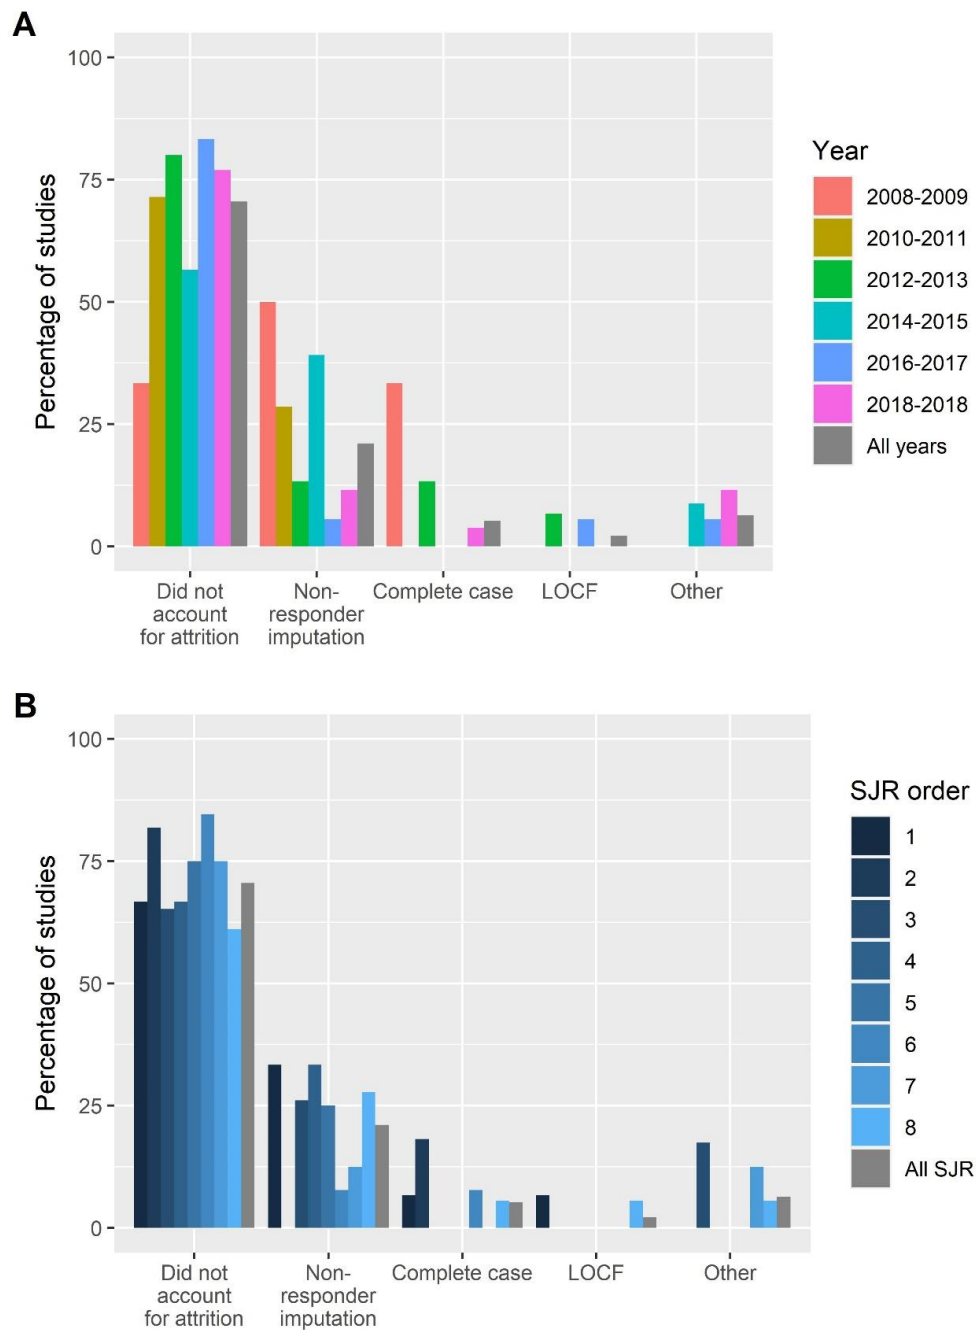 A
Percentage of studies
100
75
50
25
0
Did not
account
for attrition
Non-
responder
imputation
Complete case
LOCF
Other
Year
2008-2009
2010-2011
2012-2013
2014-2015
2016-2017
2018-2018
All years
B
Percentage of studies
100
75
50
25
0
Did not
account
for attrition
Non-
responder
imputation
Complete case
LOCF
Other
SJR order
1
2
3
4
5
6
7
8
All SJR